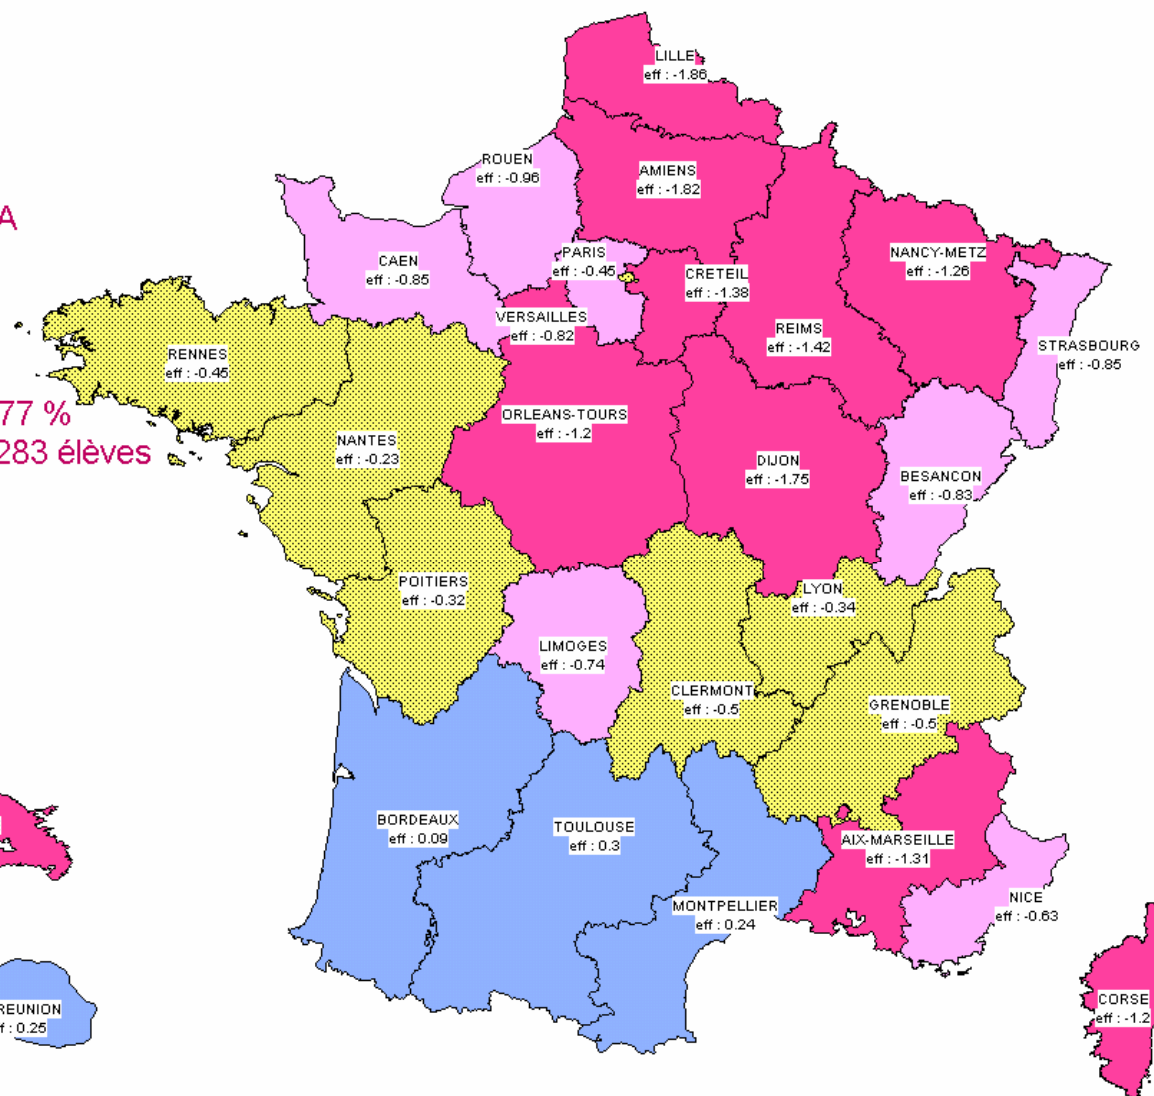 LILLE
eff : -1.86
ROUEN
eff : -0.96
AMIENS
eff : -1.82
A
CAEN
eff : -0.85
PARIS
eff : -0.45
CRETEIL
eff : -1.38
NANCY-METZ
eff : -1.26
VERSAILLES
eff : -0.82
REIMS
eff : -1.42
STRASBOURG
eff : -0.85
RENNES
eff : -0.45
77 %
283 élèves
ORLEANS-TOURS
eff : -1.2
NANTES
eff : -0.23
DIJON
eff : -1.75
BESANCON
eff : -0.83
POITIERS
eff : -0.32
LYON
eff : -0.34
LIMOGES
eff : -0.74
CLERMONT
eff : -0.5
GRENOBLE
eff : -0.5
BORDEAUX
eff : 0.09
TOULOUSE
eff : 0.3
AIX-MARSEILLE
eff : -1.31
MONTPELLIER
eff : 0.24
NICE
eff : -0.63
REUNION
f : 0.25
CORSE
eff : -1.2